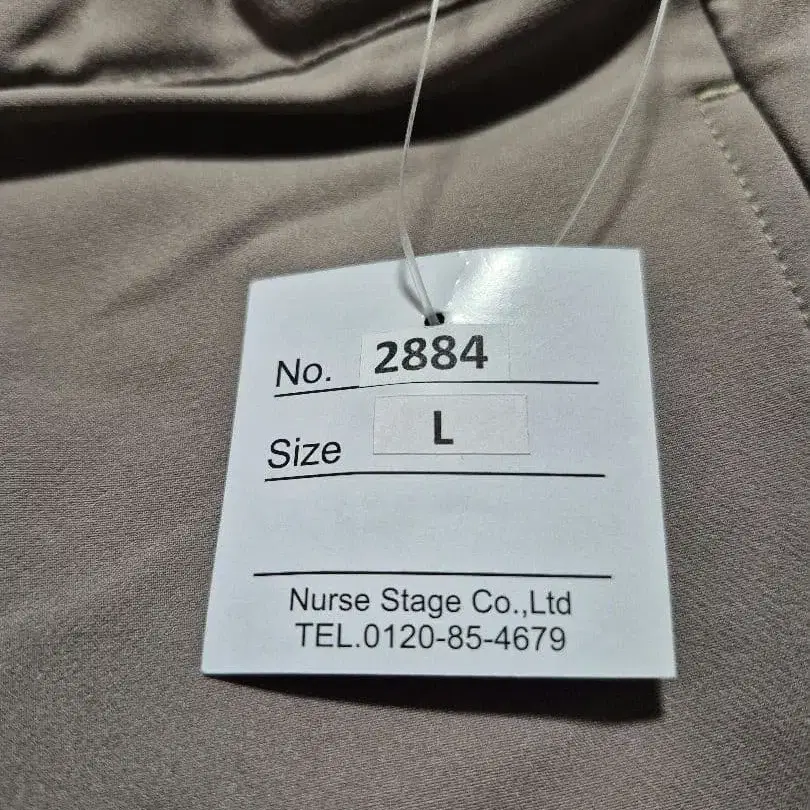 No. 2884
Size L
Nurse Stage Co.,Ltd
TEL.0120-85-4679